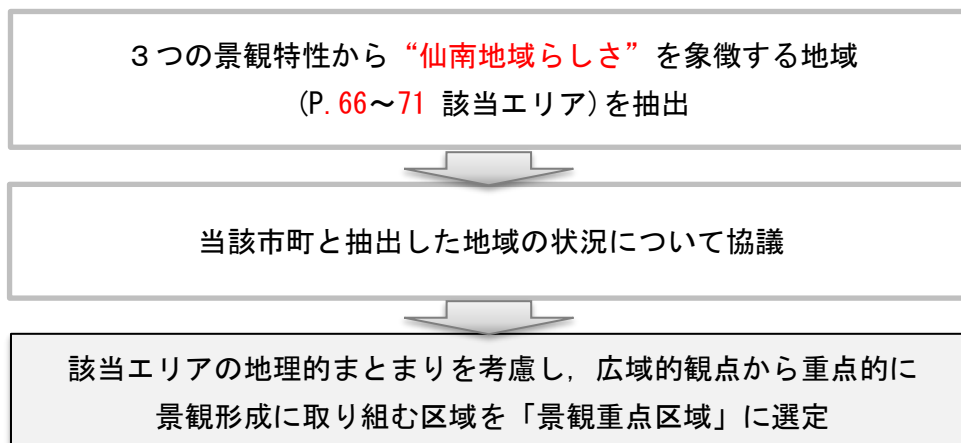 ３つの景観特性から“仙南地域らしさ”を象徴する地域
(P.66～71 該当エリア)を抽出
当該市町と抽出した地域の状況について協議
該当エリアの地理的まとまりを考慮し，広域的観点から重点的に
景観形成に取り組む区域を「景観重点区域」に選定